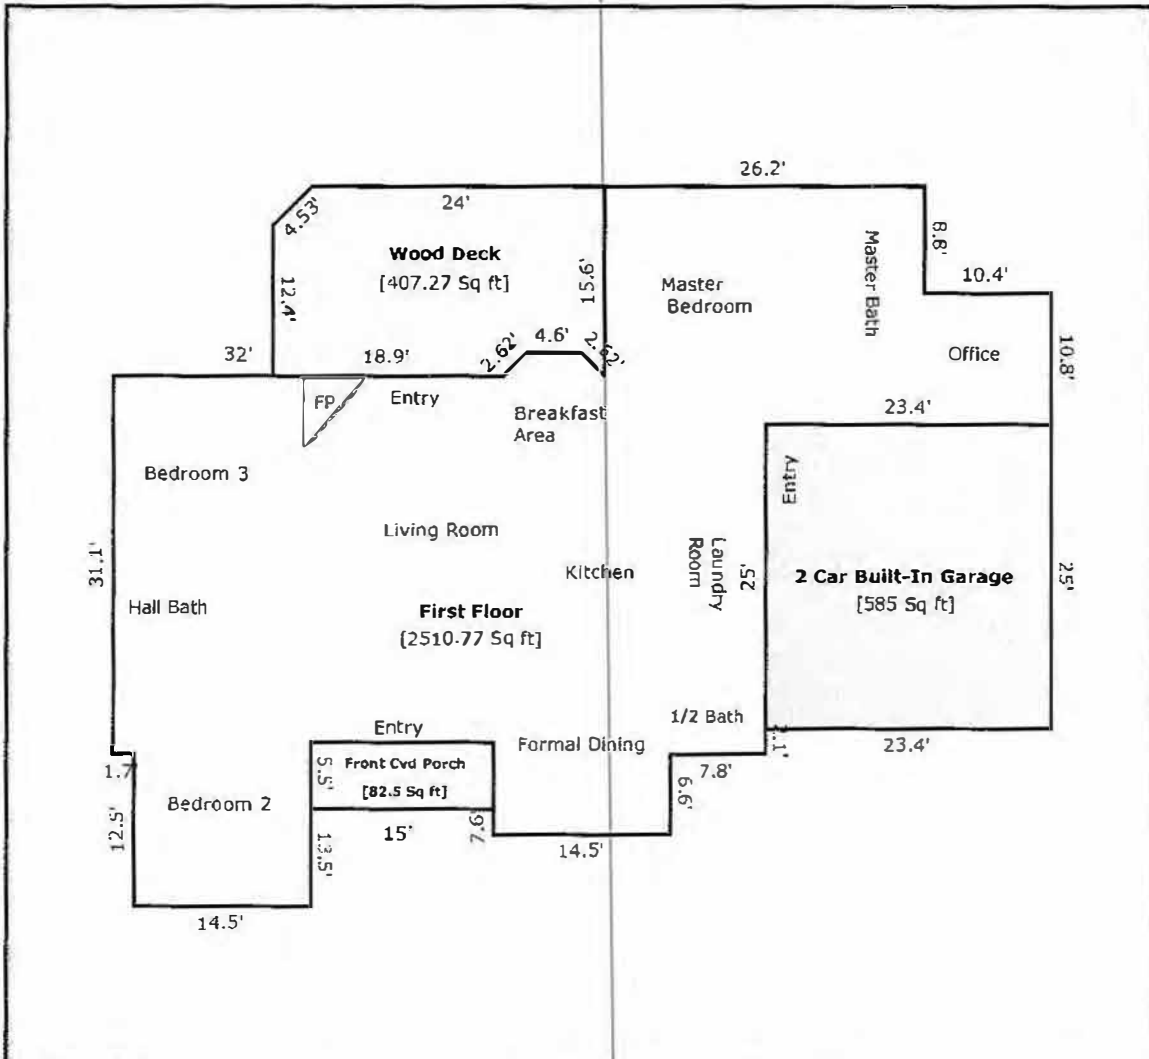 26.2'
24'
4.53'
Wood Deck
[407.27 Sq ft]
12.4'
15.6'
Master
Bedroom
Master Bath
8.8'
10.4'
Office
10.8'
32'
18.9'
2.62'
4.6'
2.62'
FP
Entry
Breakfast
Area
23.4'
Bedroom 3
Entry
Living Room
31.1'
Kitchen
Laundry
Room
25'
2 Car Built-In Garage
[585 Sq ft]
25'
Hall Bath
First Floor
[2510.77 Sq ft]
1/2 Bath
Entry
Formal Dining
23.4'
1.7'
5.5'
Front Cvd Porch
[82.5 Sq ft]
7.8'
6.6'
Bedroom 2
12.5'
15'
7.6'
13.5'
14.5'
14.5'